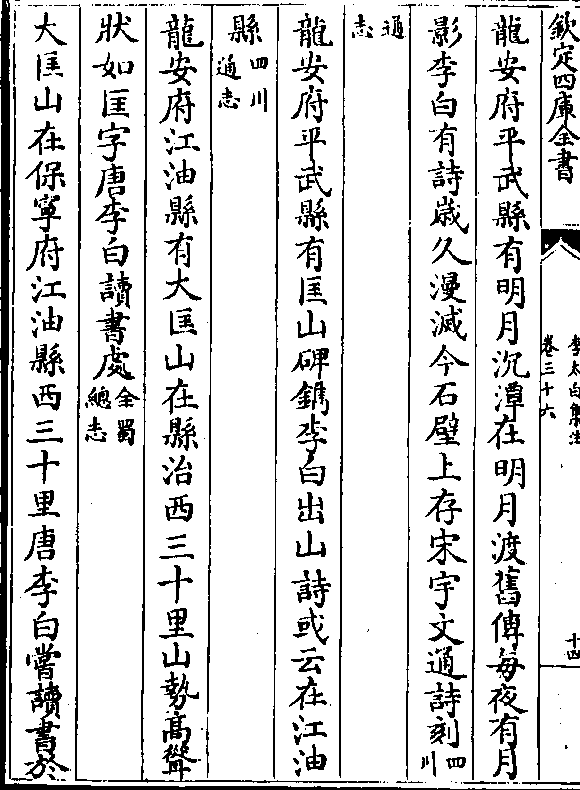 欽定四庫全書
李太白集注
卷三十六
十四
龍安府平武縣有明月沉潭在明月渡舊傳每夜有月
影李白有詩歲久漫滅今石壁上存宋宇文通詩刻四川
通志
龍安府平武縣有匡山碑鐫李白出山詩或云在江油
縣四川通志
龍安府江油縣有大匡山在縣治西三十里山勢高聳
狀如匡字唐李白讀書處全蜀總志
大匡山在保寧府江油縣西三十里唐李白嘗讀書於